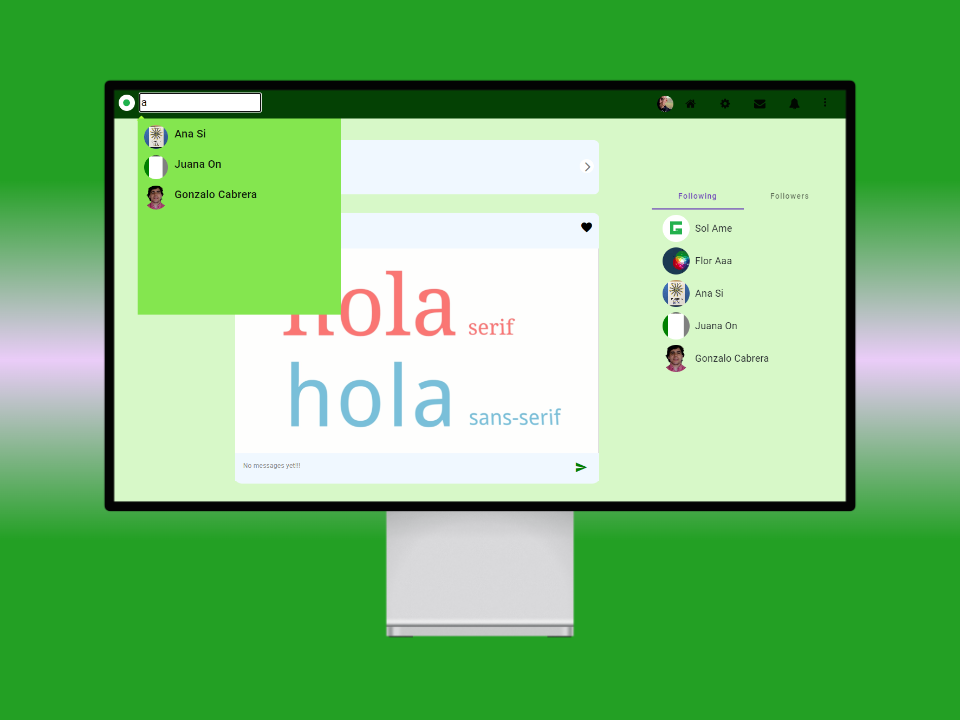 a
Ana Si
Juana On
Gonzalo Cabrera
Following
Followers
Sol Ame
Flor Aaa
Ana Si
Juana On
Gonzalo Cabrera
hola serif
hola sans-serif
No messages yet!!!